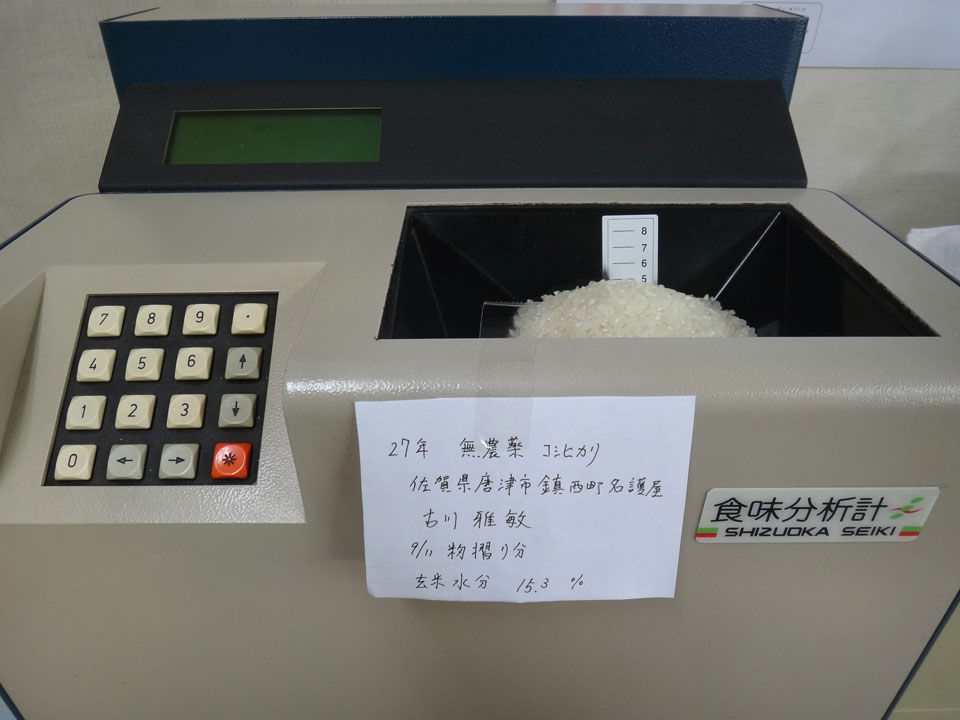 8
7
6
5
7 8 9 .
4 5 6 ↑
1 2 3 ↓
0 ← → *
27年 無農薬 コシヒカリ
佐賀県唐津市鎮西町名護屋
古川 雅敏
9/11 籾摺り分
玄米水分 15.3 %
食味分析計
SHIZUOKA SEIKI